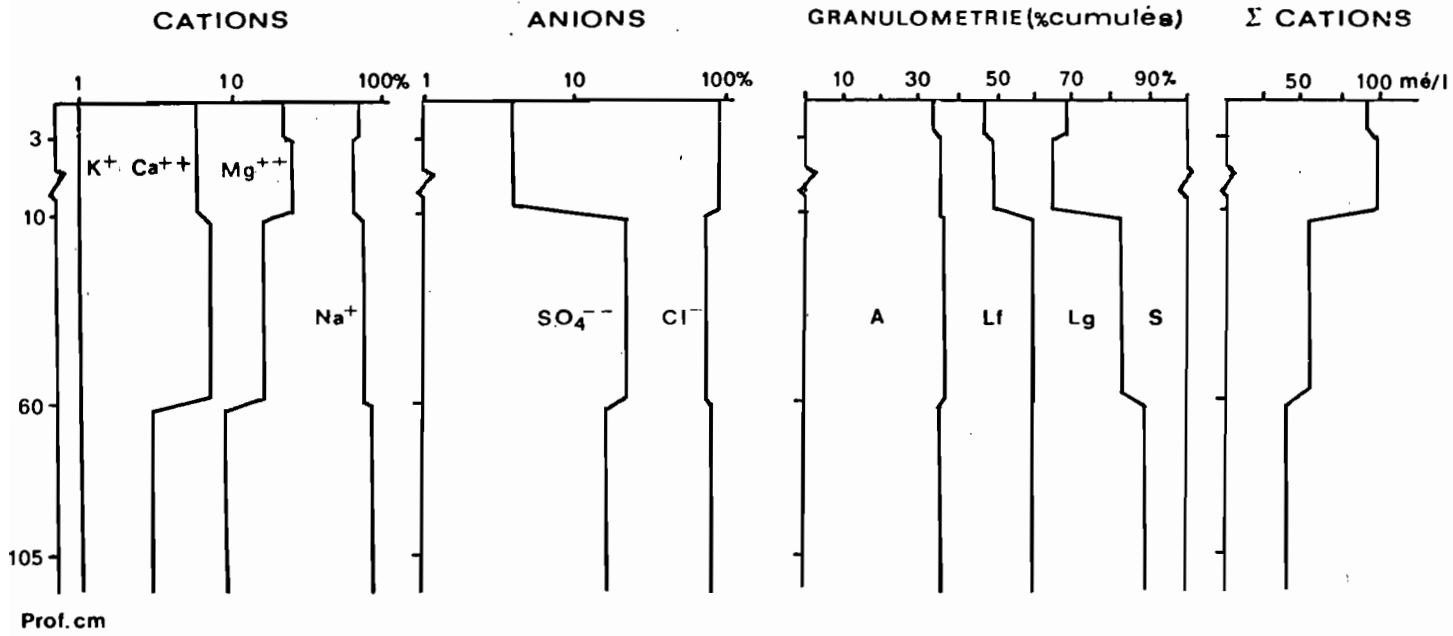 CATIONS ANIONS GRANULOMETRIE (%cumulés) Σ CATIONS
1 10 100% 1 10 100% 10 30 50 70 90% 50 100 mé/l
3
K+ Ca++ Mg++
10
Na+ SO4-- Cl- A Lf Lg S
60
105
Prof. cm